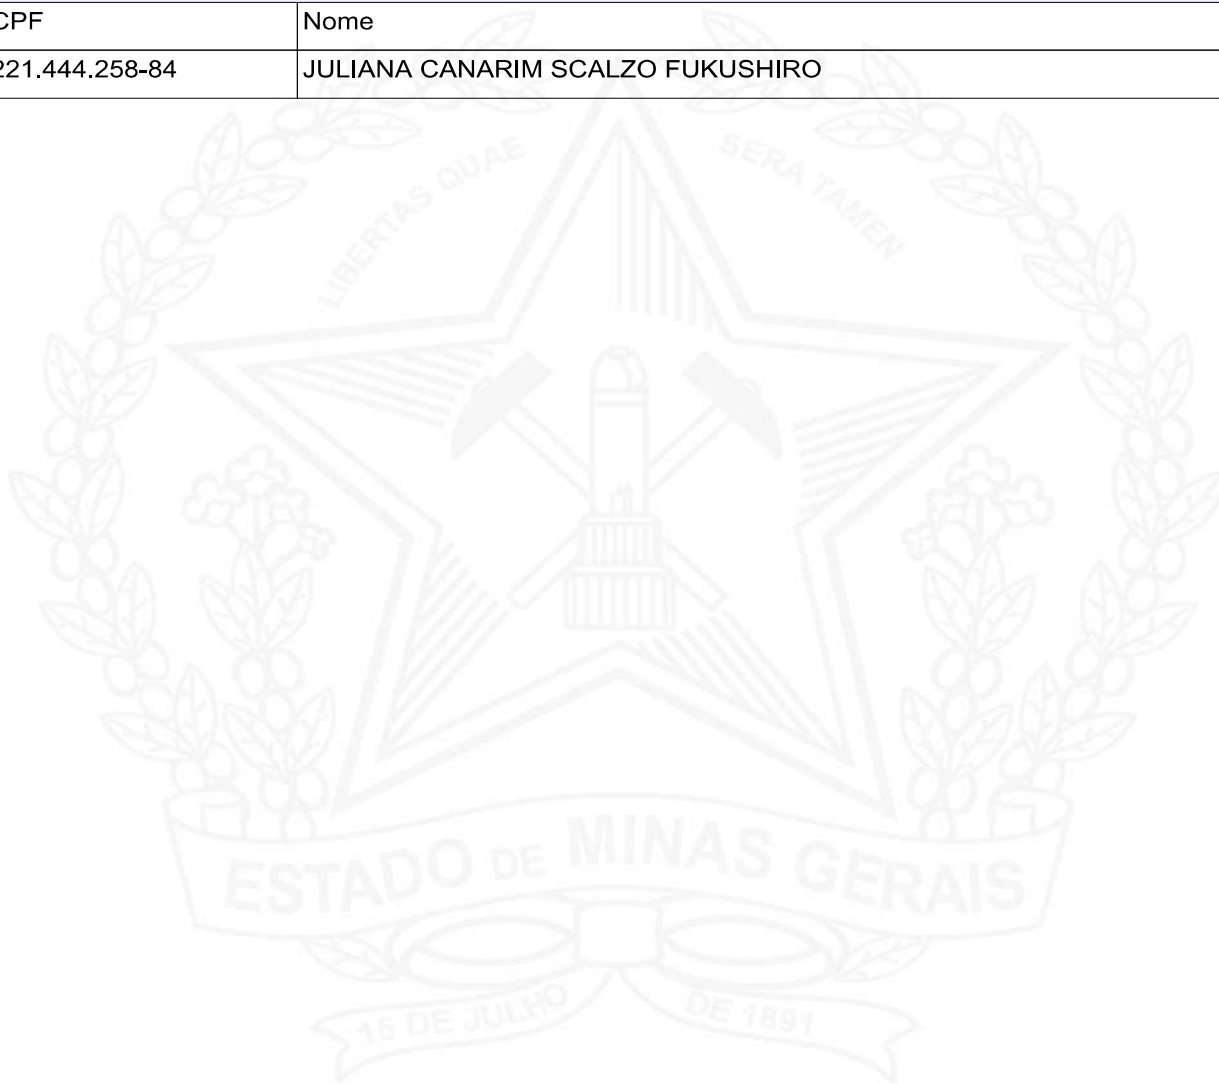 CPF Nome
221.444.258-84 JULIANA CANARIM SCALZO FUKUSHIRO
LIBERTAS QUAE SERA TAMEN
ESTADO DE MINAS GERAIS
15 DE JULHO DE 1891